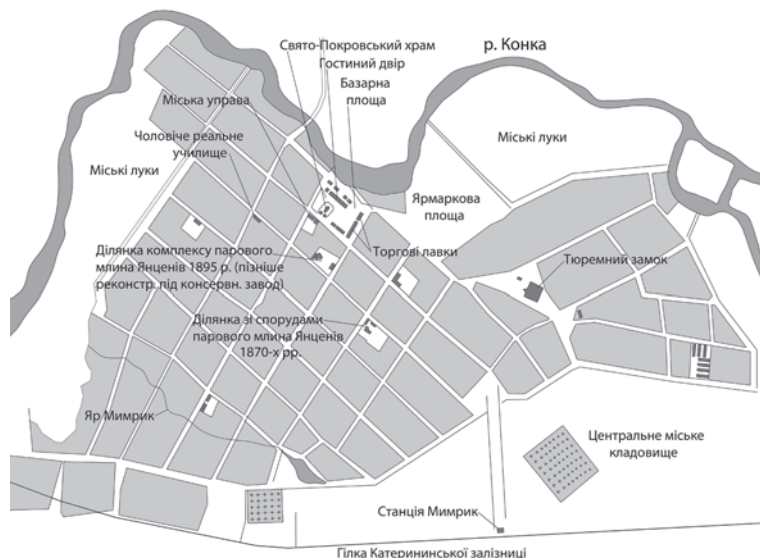 Свято-Покровський храм
р. Конка
Гостиний двір
Базарна
площа
Міська управа
Чоловіче реальне
училище
Міські луки
Міські луки
Ярмаркова
площа
Торгові лавки
Ділянка комплексу парового
млина Янценів 1895 р. (пізніше
реконстр. під консервн. завод)
Тюремний замок
Ділянка зі спорудами
парового млина Янценів
1870-х рр.
Яр Мимрик
Центральне міське
кладовище
Станція Мимрик
Гілка Катерининської залізниці